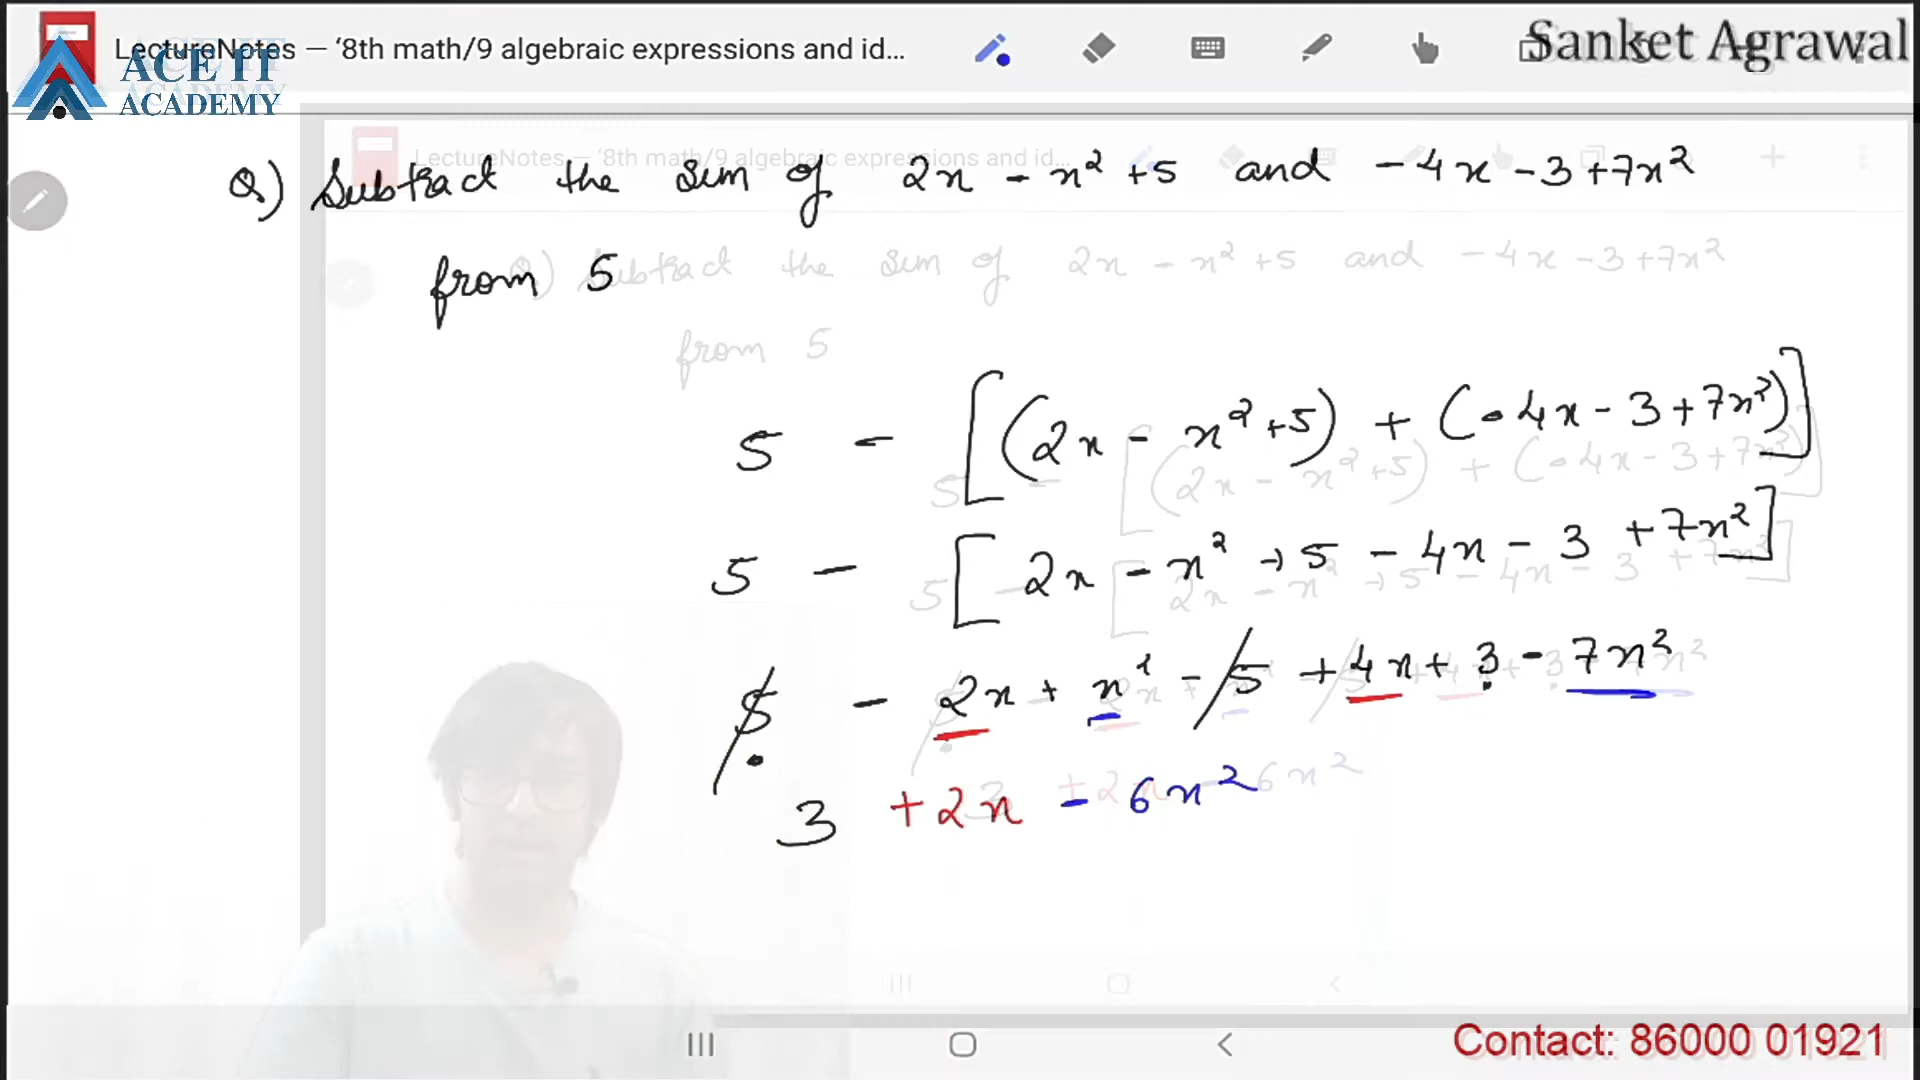 LectureNotes — ‘8th math/9 algebraic expressions and id...
Sanket Agrawal
ACE IT
ACADEMY
Q) Subtract the sum of 2x - x² + 5 and - 4x - 3 + 7x²
from 5
5 - [(2x - x² + 5) + (- 4x - 3 + 7x²)]
5 - [2x - x² + 5 - 4x - 3 + 7x²]
5 - 2x + x² - 5 + 4x + 3 - 7x²
3 + 2x - 6x²
Contact: 86000 01921